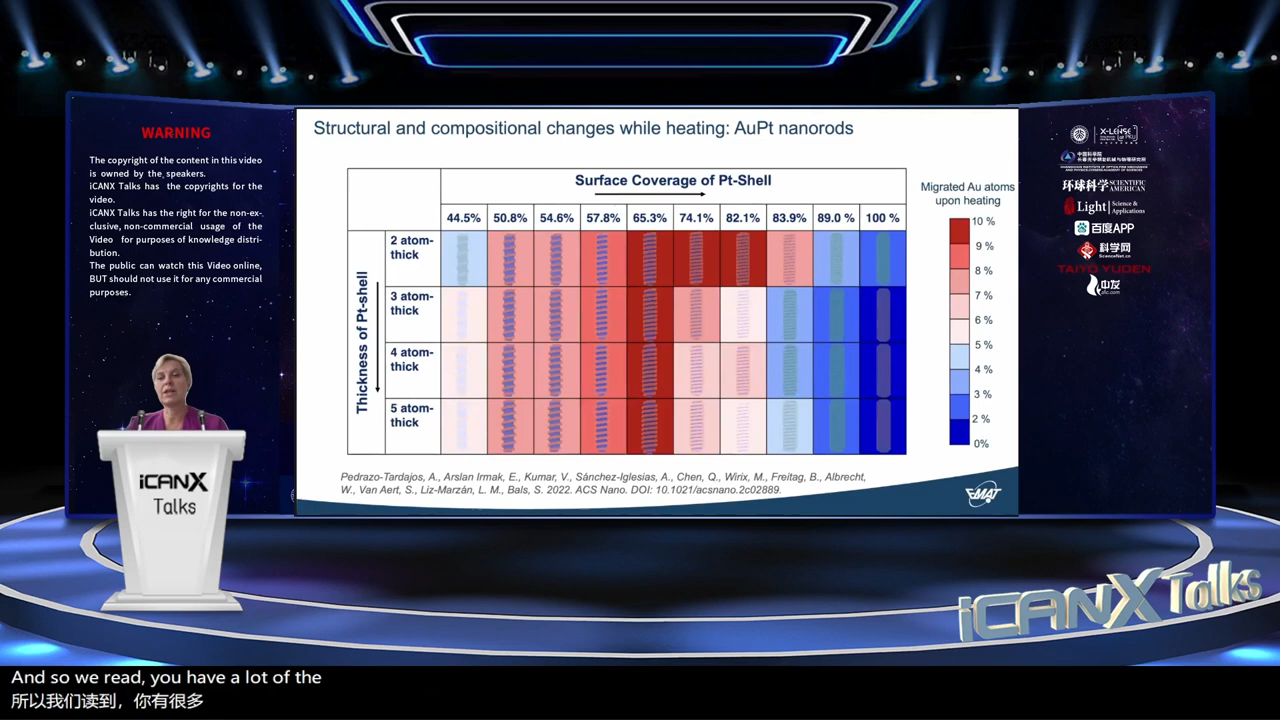 WARNING
The copyright of the content in this video
is owned by the speakers.
iCANX Talks has the copyrights for the
video.
iCANX Talks has the right for the non-ex-
clusive, non-commercial usage of the
Video for purposes of knowledge distri-
bution.
The public can watch this Video online,
BUT should not use it for any commercial
purposes.
iCANX
Talks
Structural and compositional changes while heating: AuPt nanorods
Surface Coverage of Pt-Shell
44.5% 50.8% 54.6% 57.8% 65.3% 74.1% 82.1% 83.9% 89.0 % 100 %
Thickness of Pt-shell
2 atom-
thick
3 atom-
thick
4 atom-
thick
5 atom-
thick
Migrated Au atoms
upon heating
10 %
9 %
8 %
7 %
6 %
5 %
4 %
3 %
2 %
0%
Pedrazo-Tardajos, A., Arslan Irmak, E., Kumar, V., Sánchez-Iglesias, A., Chen, Q., Wirix, M., Freitag, B., Albrecht,
W., Van Aert, S., Liz-Marzán, L. M., Bals, S. 2022. ACS Nano. DOI: 10.1021/acsnano.2c02889.
EMAT
X-LENSE
环球科学 SCIENTIFIC AMERICAN
Light Science & Applications
百度APP
科学网
ScienceNet.cn
TAIYO YUDEN
中友
iCANX Talks
And so we read, you have a lot of the
所以我们读到，你有很多